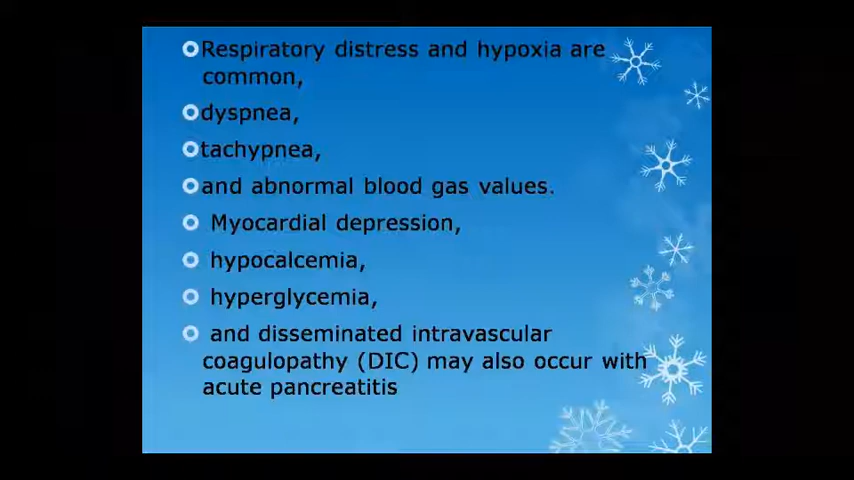 Respiratory distress and hypoxia are
common,
dyspnea,
tachypnea,
and abnormal blood gas values.
Myocardial depression,
hypocalcemia,
hyperglycemia,
and disseminated intravascular
coagulopathy (DIC) may also occur with
acute pancreatitis